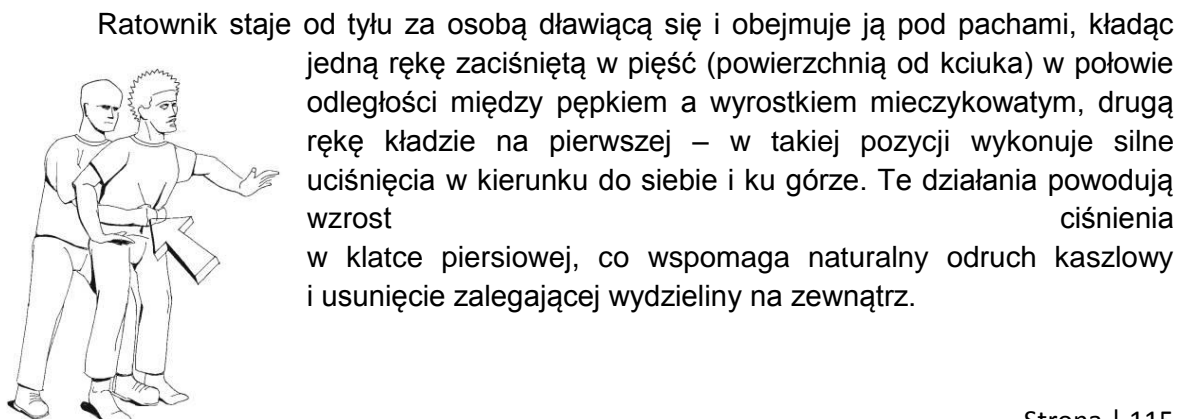 Ratownik staje od tyłu za osobą dławiącą się i obejmuje ją pod pachami, kładąc
jedną rękę zaciśniętą w pięść (powierzchnią od kciuka) w połowie
odległości między pępkiem a wyrostkiem mieczykowatym, drugą
rękę kładzie na pierwszej – w takiej pozycji wykonuje silne
uciśnięcia w kierunku do siebie i ku górze. Te działania powodują
wzrost ciśnienia
w klatce piersiowej, co wspomaga naturalny odruch kaszlowy
i usunięcie zalegającej wydzieliny na zewnątrz.
Strona | 115